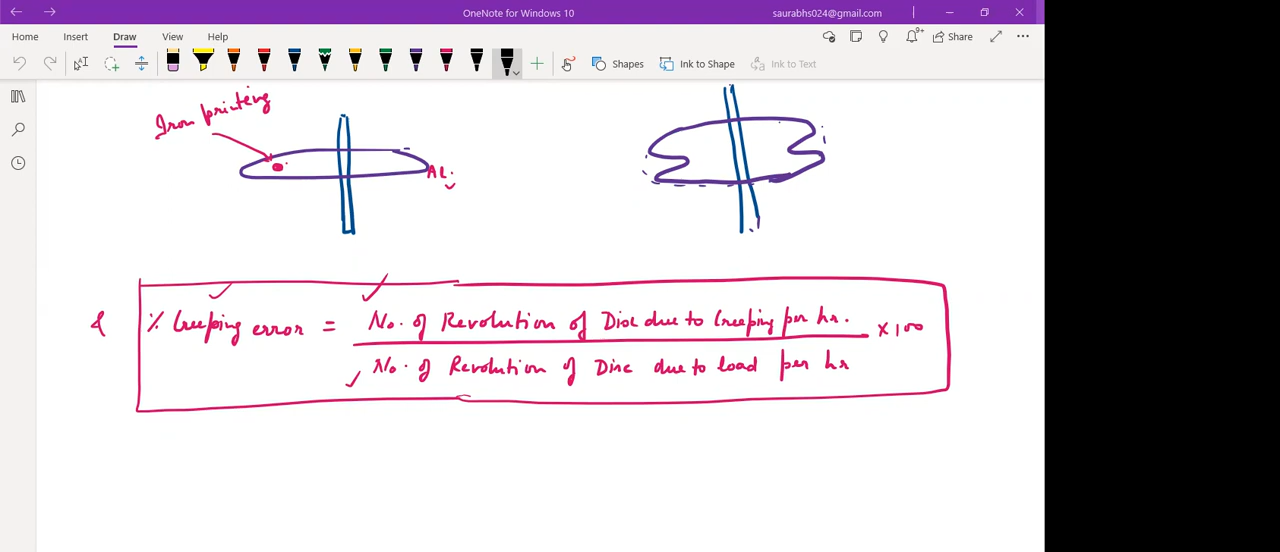 OneNote for Windows 10
saurabhs024@gmail.com
Home Insert Draw View Help
9+ Share
Shapes Ink to Shape Ink to Text
Iron printing
AL.
& % Creeping error = No. of Revolution of Disc due to Creeping per hr. × 100
No. of Revolution of Disc due to load per hr